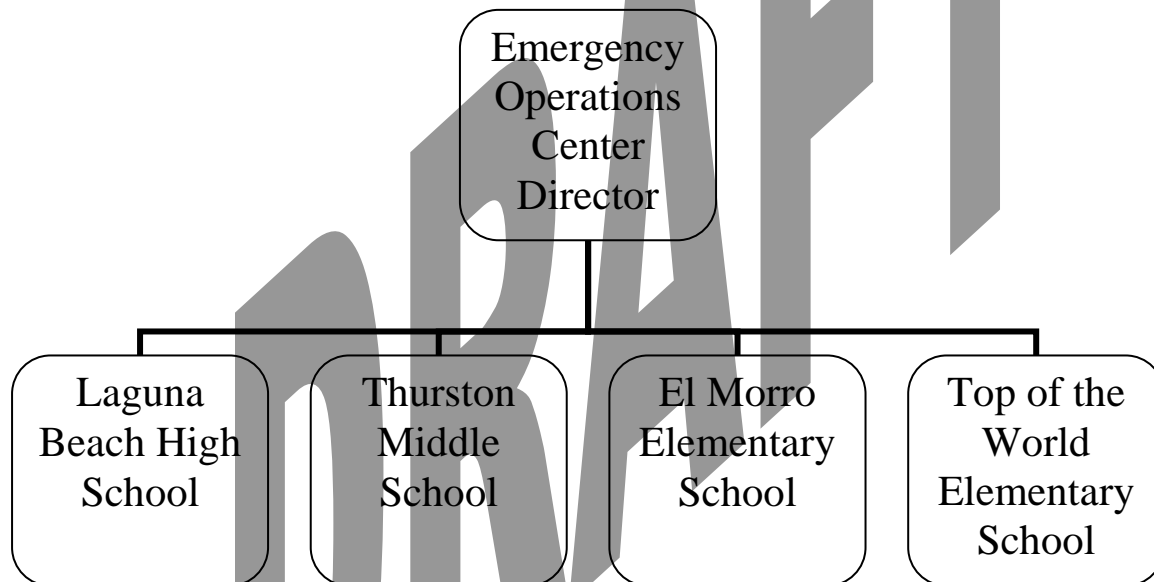 Emergency
Operations
Center
Director
Laguna
Beach High
School
Thurston
Middle
School
El Morro
Elementary
School
Top of the
World
Elementary
School
DRAFT